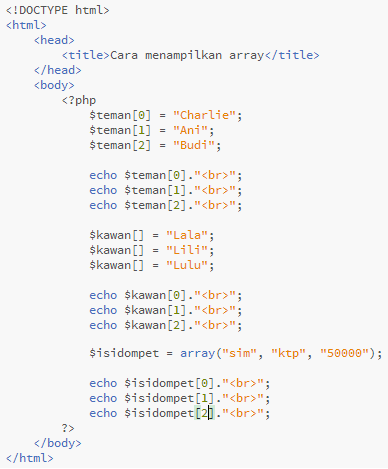 <!DOCTYPE html>
<html>
    <head>
        <title>Cara menampilkan array</title>
    </head>
    <body>
        <?php
            $teman[0] = "Charlie";
            $teman[1] = "Ani";
            $teman[2] = "Budi";

            echo $teman[0]."<br>";
            echo $teman[1]."<br>";
            echo $teman[2]."<br>";

            $kawan[] = "Lala";
            $kawan[] = "Lili";
            $kawan[] = "Lulu";

            echo $kawan[0]."<br>";
            echo $kawan[1]."<br>";
            echo $kawan[2]."<br>";

            $isidompet = array("sim", "ktp", "50000");

            echo $isidompet[0]."<br>";
            echo $isidompet[1]."<br>";
            echo $isidompet[2]."<br>";
        ?>
    </body>
</html>